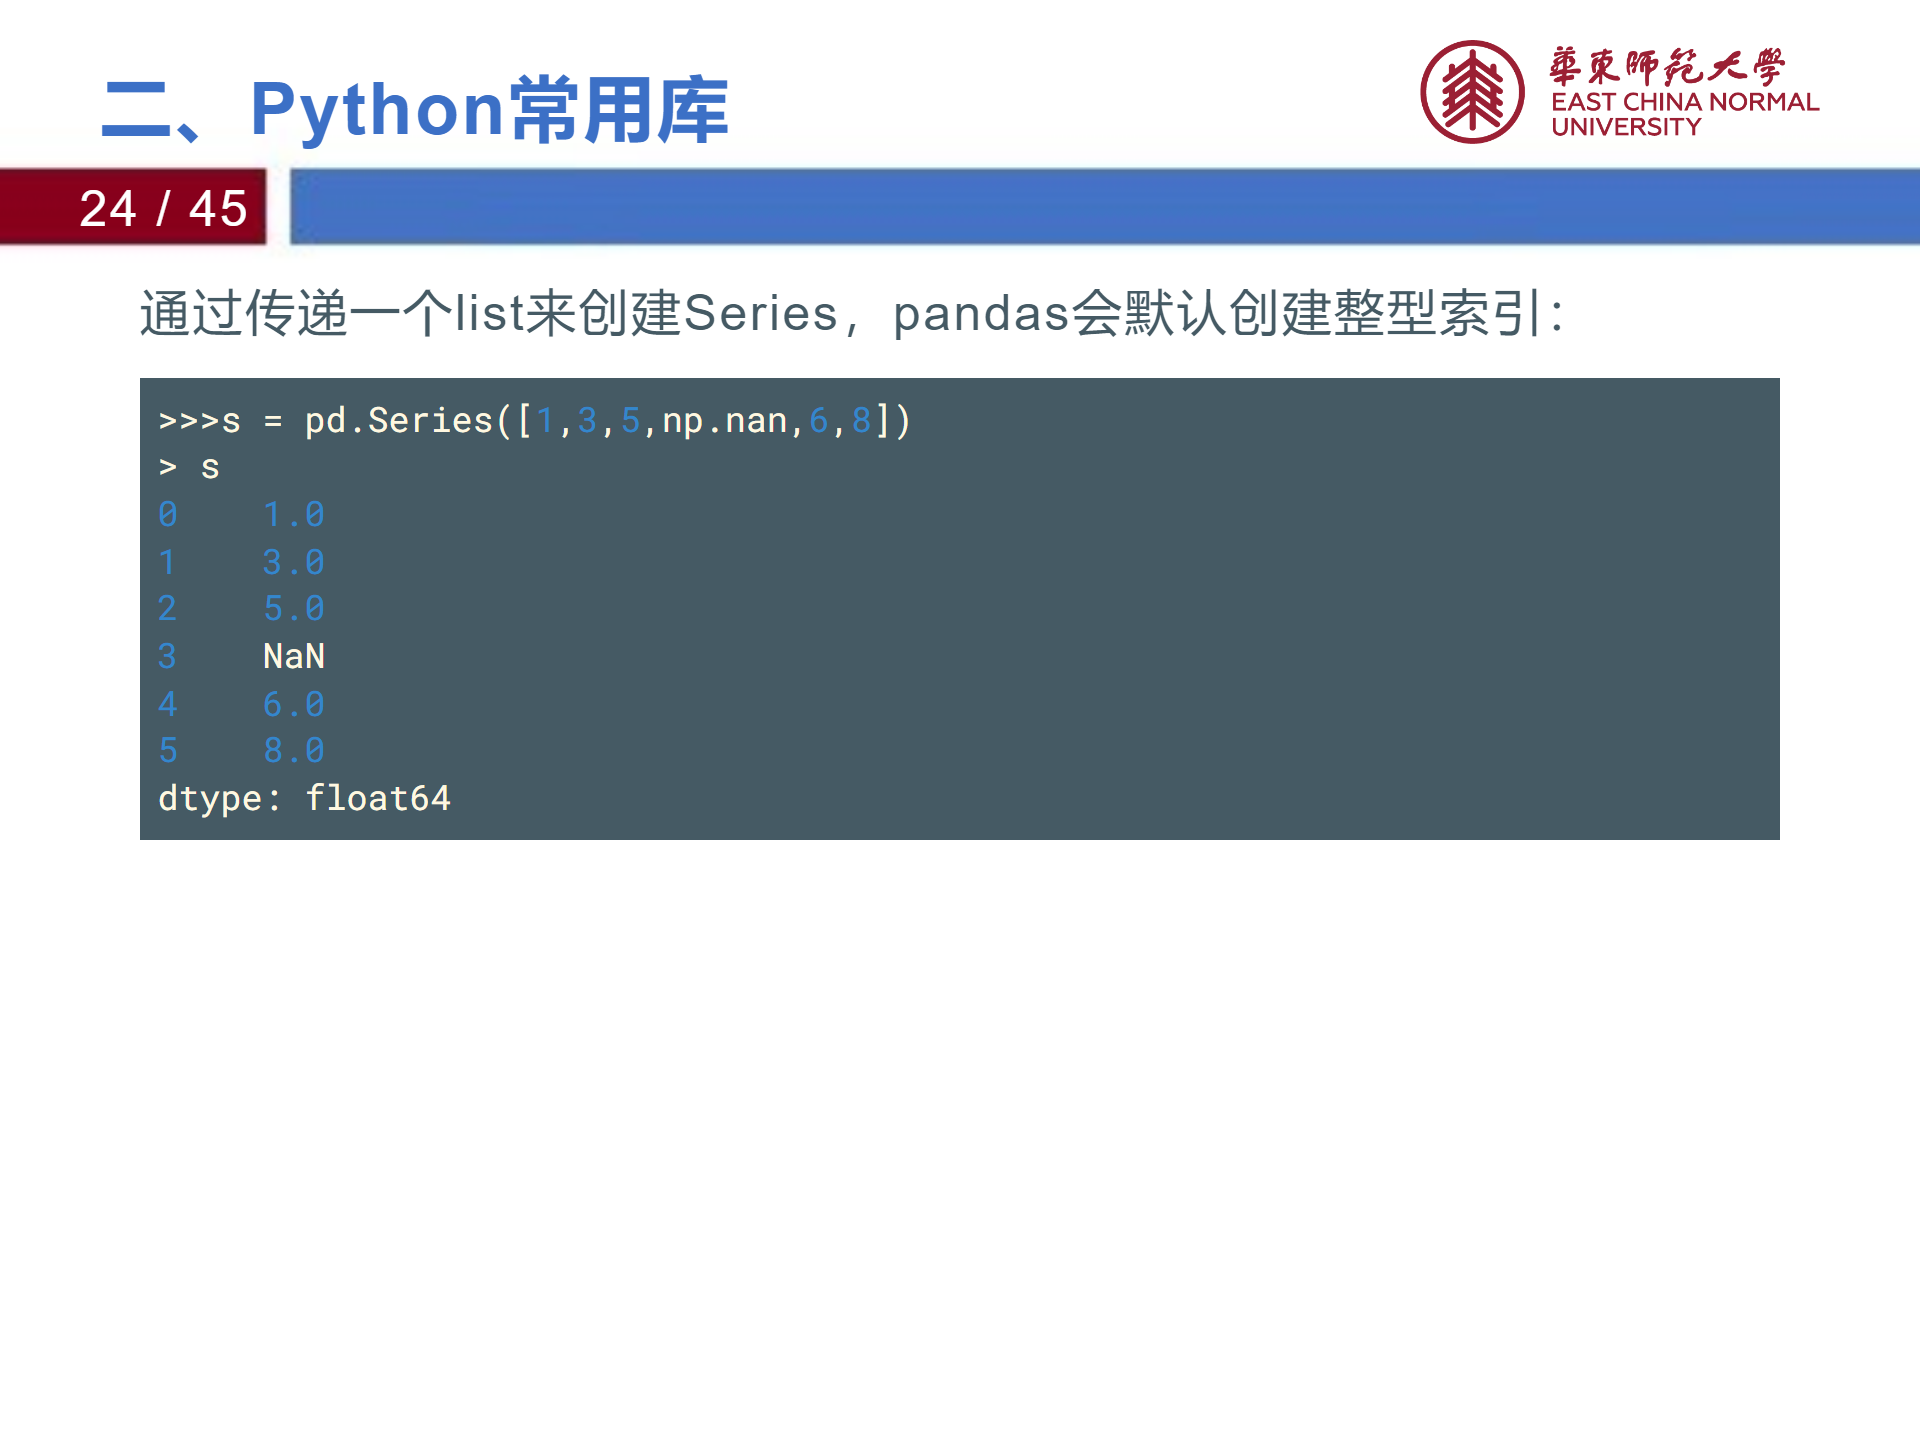 二、Python常用库
華東師範大學
EAST CHINA NORMAL
UNIVERSITY
24 / 45
通过传递一个list来创建Series，pandas会默认创建整型索引：
>>>s = pd.Series([1,3,5,np.nan,6,8])
> s
0    1.0
1    3.0
2    5.0
3    NaN
4    6.0
5    8.0
dtype: float64